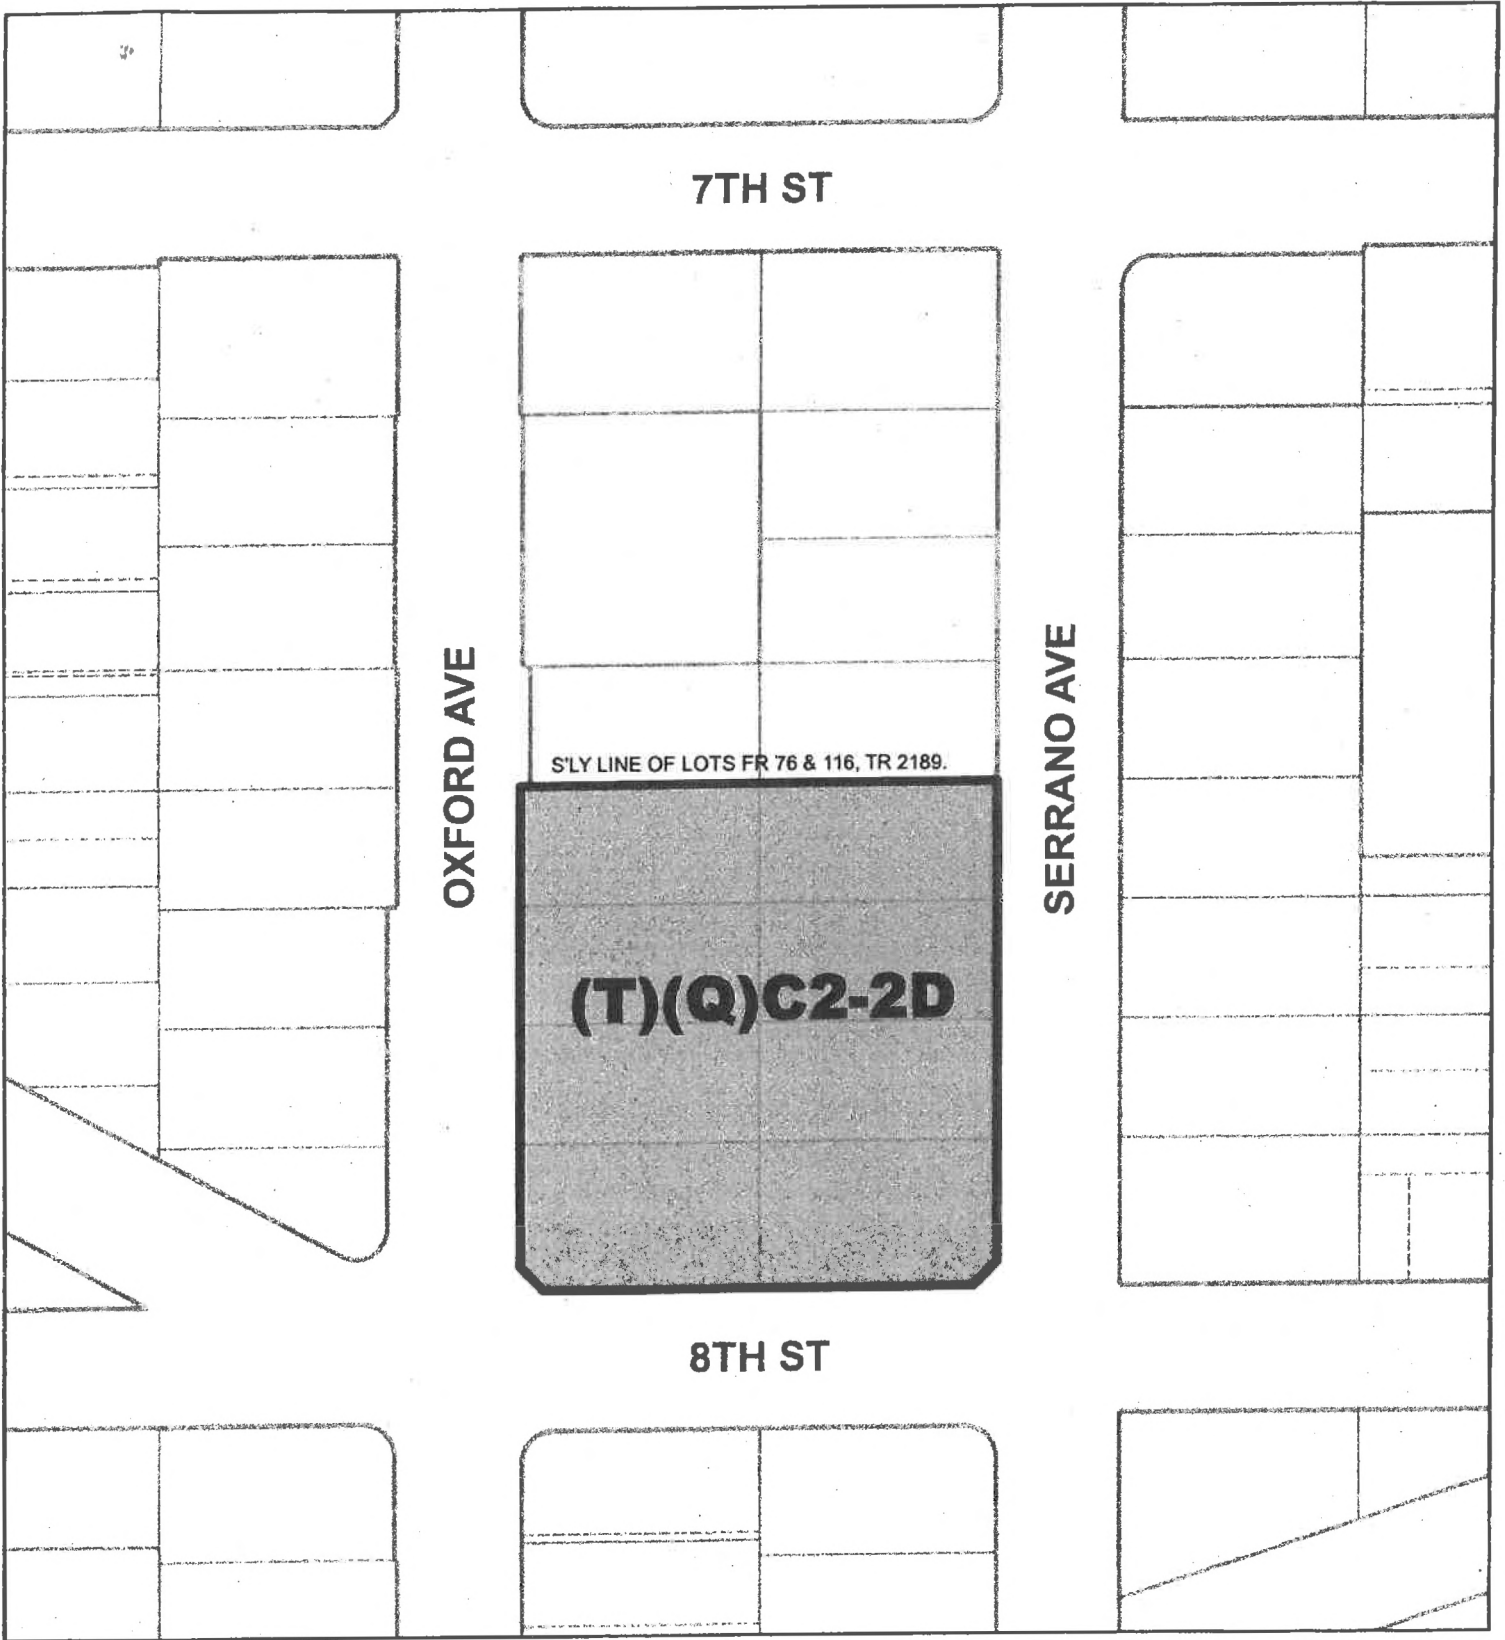 7TH ST
OXFORD AVE
SERRANO AVE
S'LY LINE OF LOTS FR 76 & 116, TR 2189.
(T)(Q)C2-2D
8TH ST